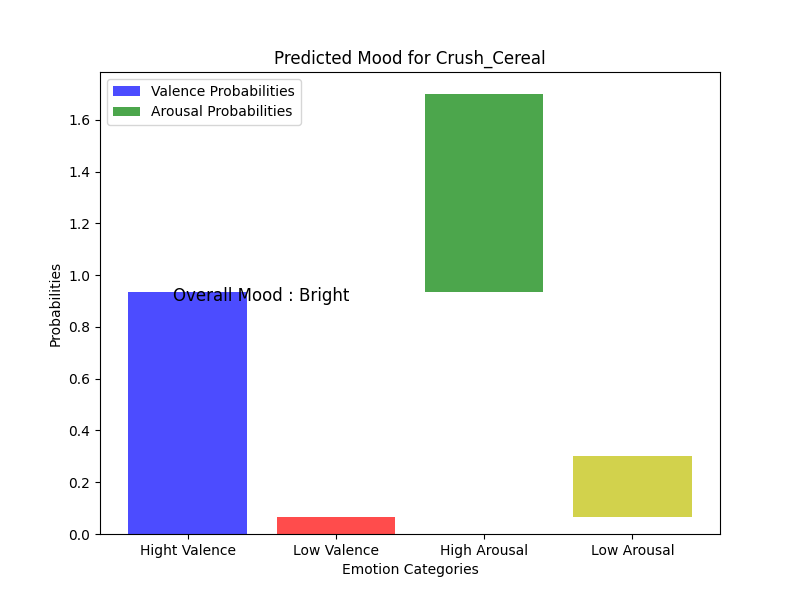 Predicted Mood for Crush_Cereal
Valence Probabilities
Arousal Probabilities
Overall Mood : Bright
Probabilities
1.6
1.4
1.2
1.0
0.8
0.6
0.4
0.2
0.0
Hight Valence
Low Valence
High Arousal
Low Arousal
Emotion Categories